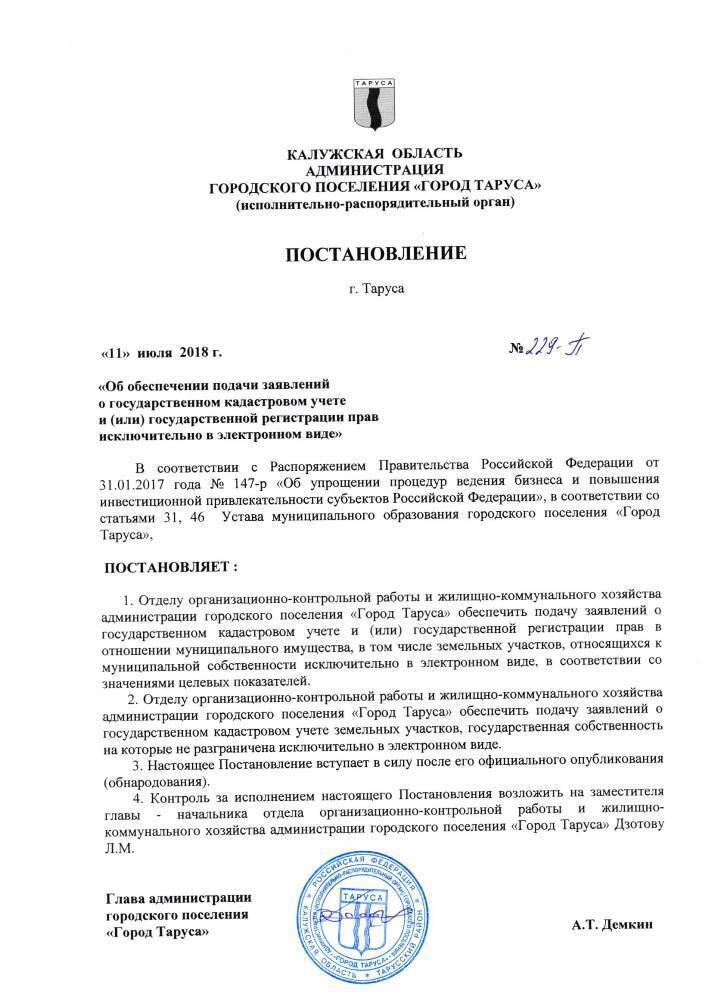 ТАРУСА
КАЛУЖСКАЯ ОБЛАСТЬ
АДМИНИСТРАЦИЯ
ГОРОДСКОГО ПОСЕЛЕНИЯ «ГОРОД ТАРУСА»
(исполнительно-распорядительный орган)
ПОСТАНОВЛЕНИЕ
г. Таруса
«11» июля 2018 г. № 229-П
«Об обеспечении подачи заявлений
о государственном кадастровом учете
и (или) государственной регистрации прав
исключительно в электронном виде»
В соответствии с Распоряжением Правительства Российской Федерации от
31.01.2017 года № 147-р «Об упрощении процедур ведения бизнеса и повышения
инвестиционной привлекательности субъектов Российской Федерации», в соответствии со
статьями 31, 46 Устава муниципального образования городского поселения «Город
Таруса»,
ПОСТАНОВЛЯЕТ :
1. Отделу организационно-контрольной работы и жилищно-коммунального хозяйства
администрации городского поселения «Город Таруса» обеспечить подачу заявлений о
государственном кадастровом учете и (или) государственной регистрации прав в
отношении муниципального имущества, в том числе земельных участков, относящихся к
муниципальной собственности исключительно в электронном виде, в соответствии со
значениями целевых показателей.
2. Отделу организационно-контрольной работы и жилищно-коммунального хозяйства
администрации городского поселения «Город Таруса» обеспечить подачу заявлений о
государственном кадастровом учете земельных участков, государственная собственность
на которые не разграничена исключительно в электронном виде.
3. Настоящее Постановление вступает в силу после его официального опубликования
(обнародования).
4. Контроль за исполнением настоящего Постановления возложить на заместителя
главы - начальника отдела организационно-контрольной работы и жилищно-
коммунального хозяйства администрации городского поселения «Город Таруса» Дзотову
Л.М.
Глава администрации
городского поселения
«Город Таруса» А.Т. Демкин
РОССИЙСКАЯ ФЕДЕРАЦИЯ
КАЛУЖСКАЯ ОБЛАСТЬ * ТАРУССКИЙ РАЙОН
«ГОРОД ТАРУСА»
ТАРУСА